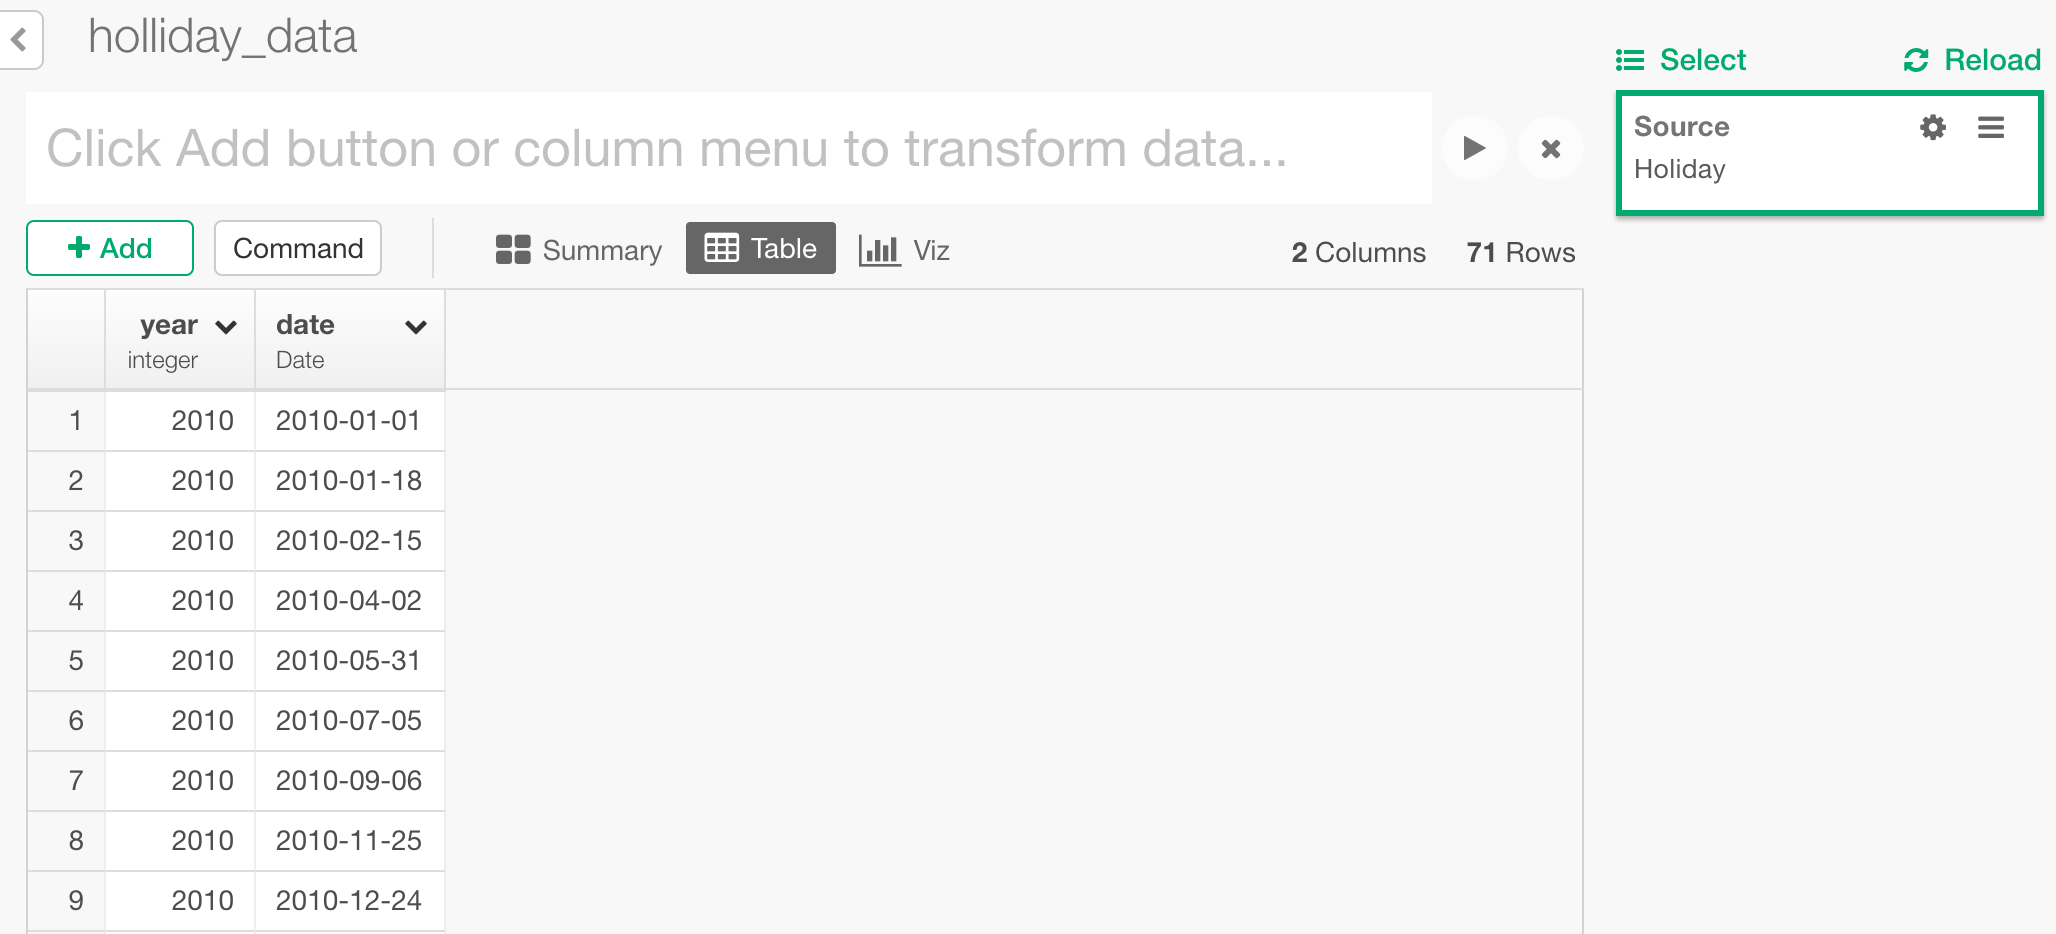 holliday_data
Select Reload
Click Add button or column menu to transform data...
Source
Holiday
Add Command Summary Table Viz 2 Columns 71 Rows
year date
integer Date
1 2010 2010-01-01
2 2010 2010-01-18
3 2010 2010-02-15
4 2010 2010-04-02
5 2010 2010-05-31
6 2010 2010-07-05
7 2010 2010-09-06
8 2010 2010-11-25
9 2010 2010-12-24